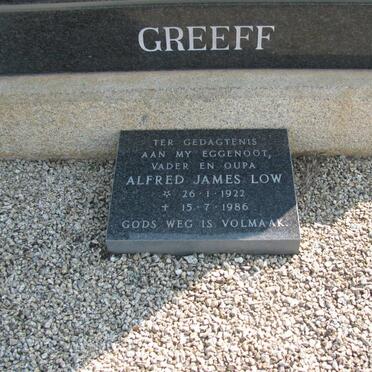 GREEFF
TER GEDAGTENIS
AAN MY EGGENOOT,
VADER EN OUPA
ALFRED JAMES LOW
☆ 26·1·1922
✝ 15·7·1986
GODS WEG IS VOLMAAK.